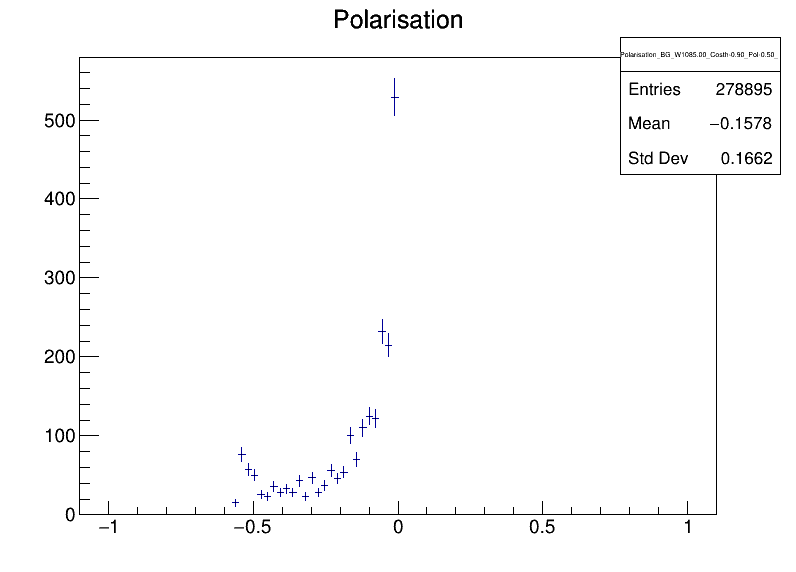 Polarisation
Polarisation_BG_W1085.00_Costh-0.90_Pol-0.50_
Entries 278895
Mean −0.1578
Std Dev 0.1662
500
400
300
200
100
0
−1 −0.5 0 0.5 1